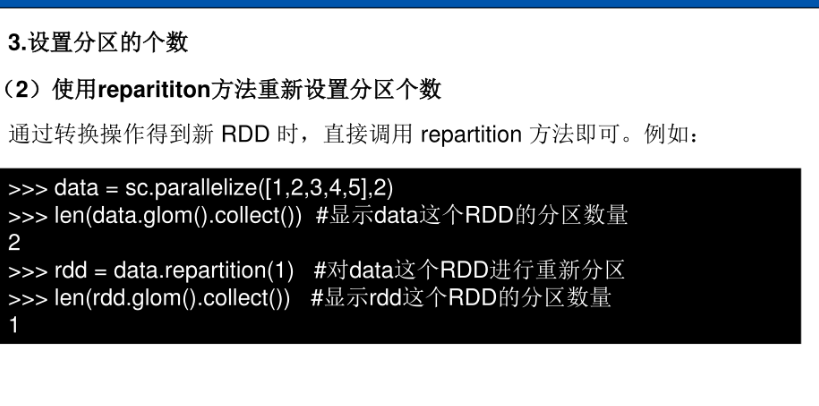 3.设置分区的个数
（2）使用reparititon方法重新设置分区个数
通过转换操作得到新 RDD 时，直接调用 repartition 方法即可。例如：
>>> data = sc.parallelize([1,2,3,4,5],2)
>>> len(data.glom().collect())  #显示data这个RDD的分区数量
2
>>> rdd = data.repartition(1)   #对data这个RDD进行重新分区
>>> len(rdd.glom().collect())   #显示rdd这个RDD的分区数量
1